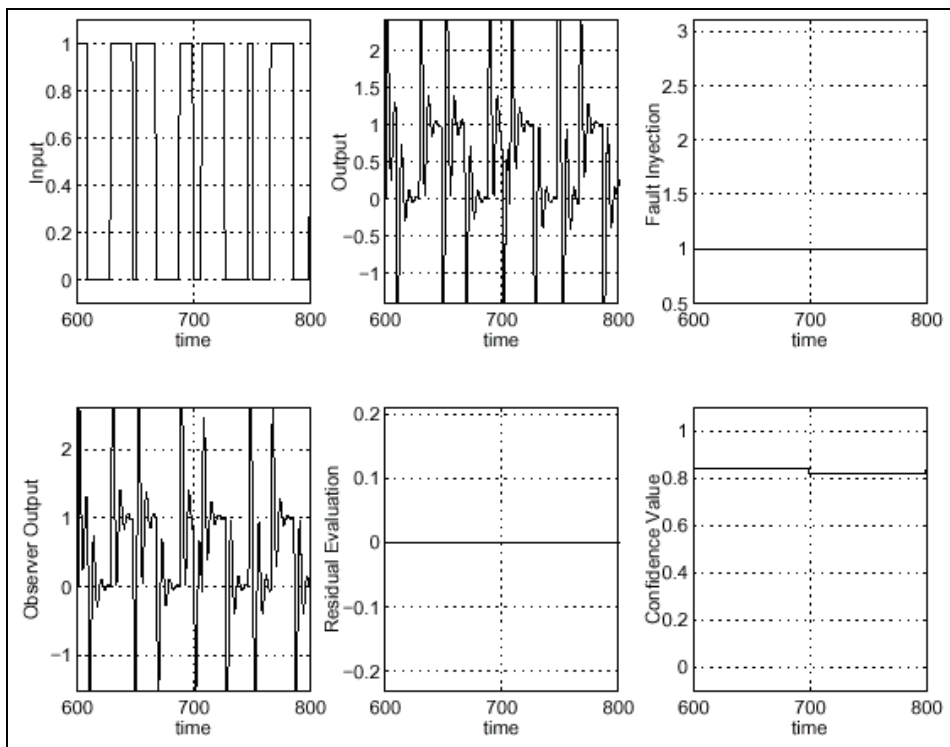 Input
1
0.8
0.6
0.4
0.2
0
600 700 800
time
Output
2
1.5
1
0.5
0
−0.5
−1
600 700 800
time
Fault Inyection
3
2.5
2
1.5
1
0.5
600 700 800
time
Observer Output
2
1
0
−1
600 700 800
time
Residual Evaluation
0.2
0.1
0
−0.1
−0.2
600 700 800
time
Confidence Value
1
0.8
0.6
0.4
0.2
0
600 700 800
time